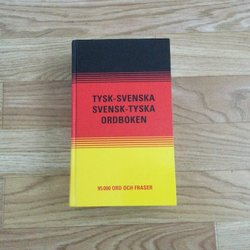 TYSK-SVENSKA
SVENSK-TYSKA
ORDBOKEN
95 000 ORD OCH FRASER